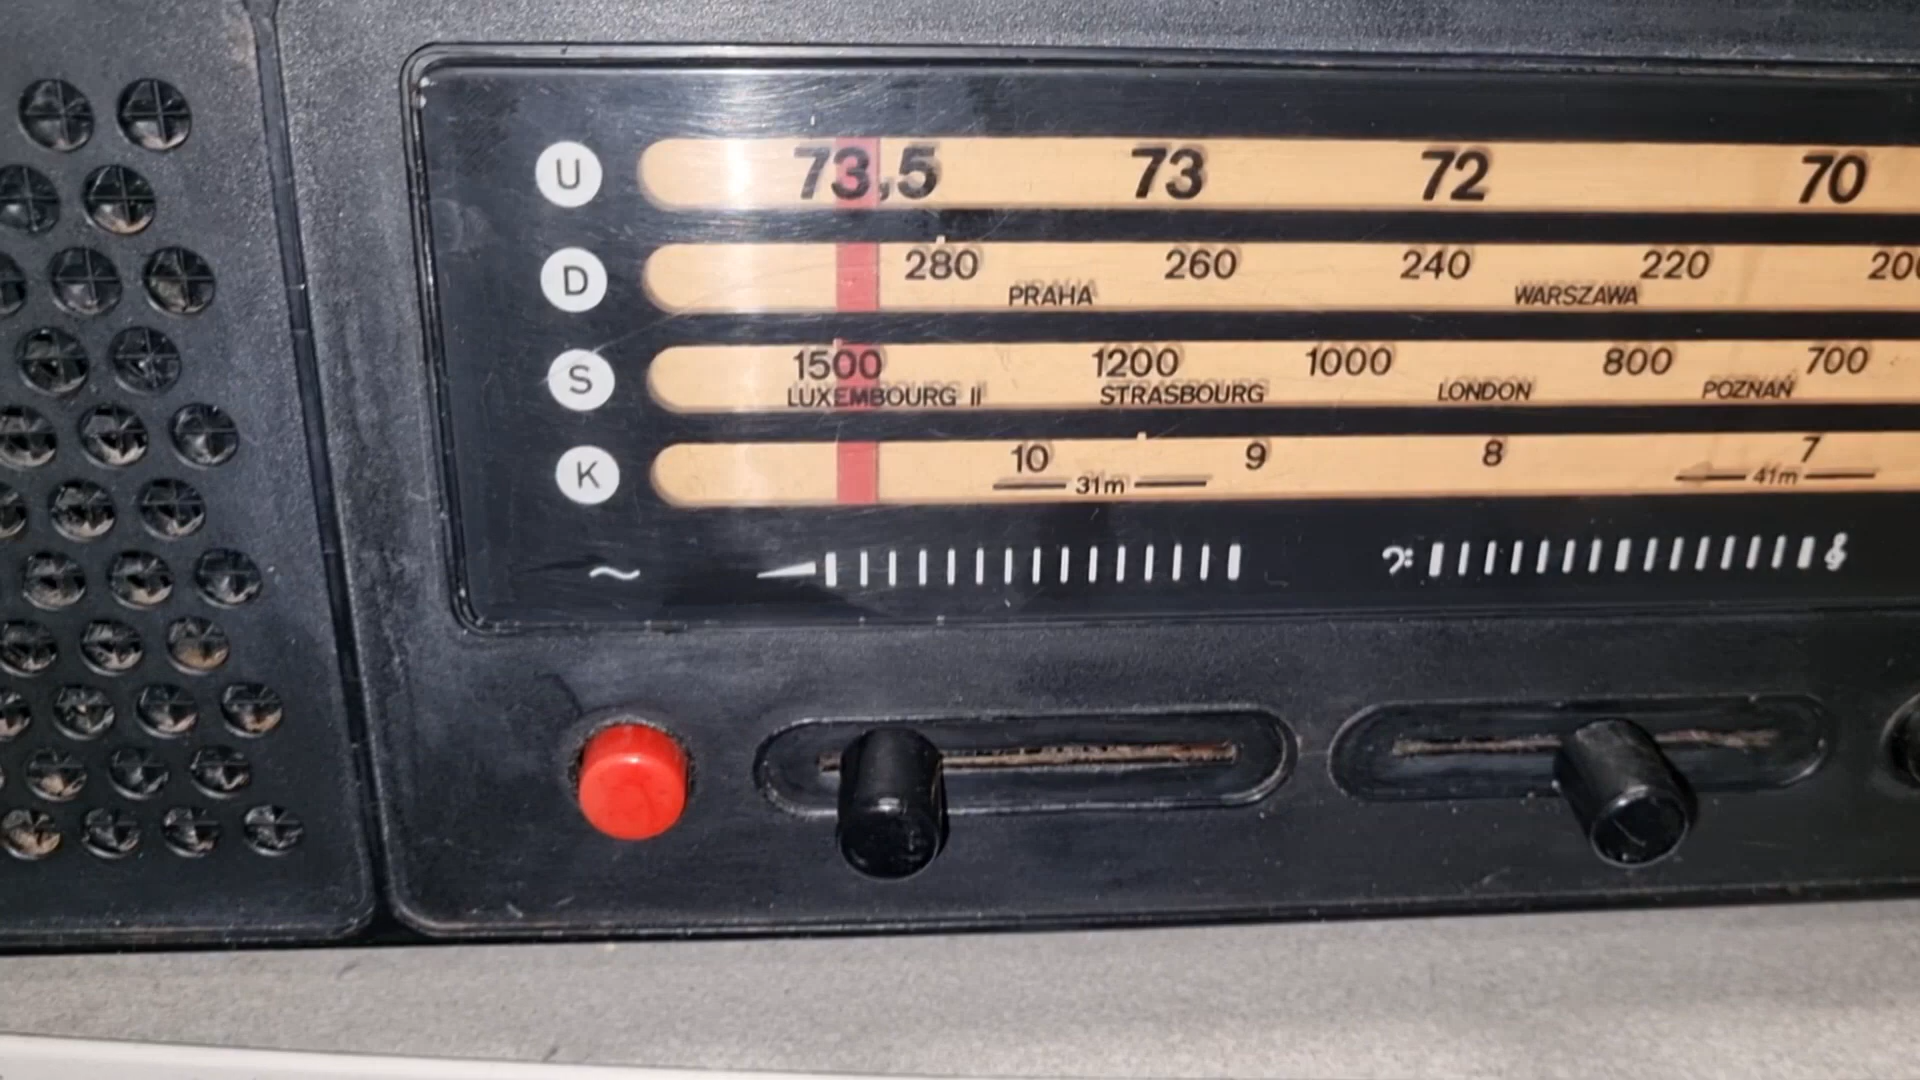 U 73,5 73 72 70
D 280 260 240 220
PRAHA WARSZAWA
S 1500 1200 1000 800 700
LUXEMBOURG II STRASBOURG LONDON POZNAŃ
K 10 9 8 7
31m 41m